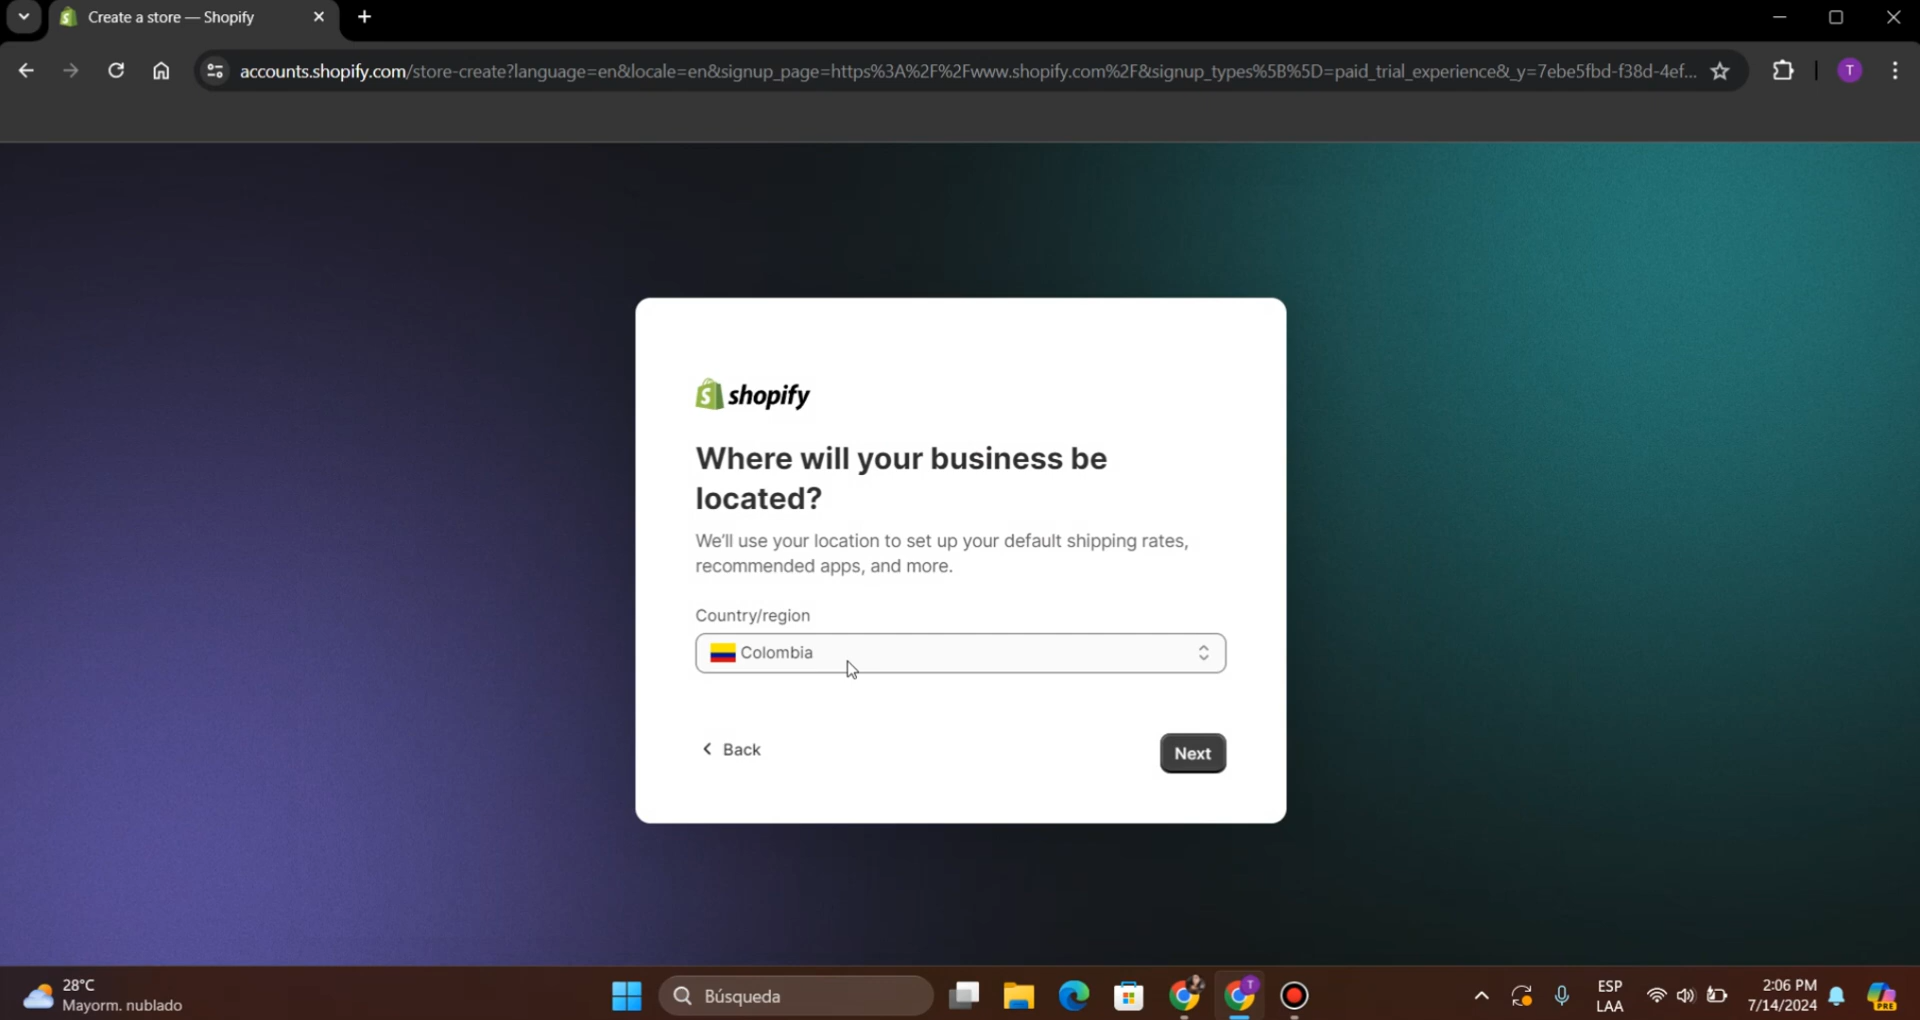 Create a store — Shopify
accounts.shopify.com/store-create?language=en&locale=en&signup_page=https%3A%2F%2Fwww.shopify.com%2F&signup_types%5B%5D=paid_trial_experience&_y=7ebe5fbd-f38d-4ef...
T
shopify
Where will your business be
located?
We'll use your location to set up your default shipping rates,
recommended apps, and more.
Country/region
Colombia
Back
Next
28°C
Mayorm. nublado
Búsqueda
T
ESP
LAA
2:06 PM
7/14/2024
PRE